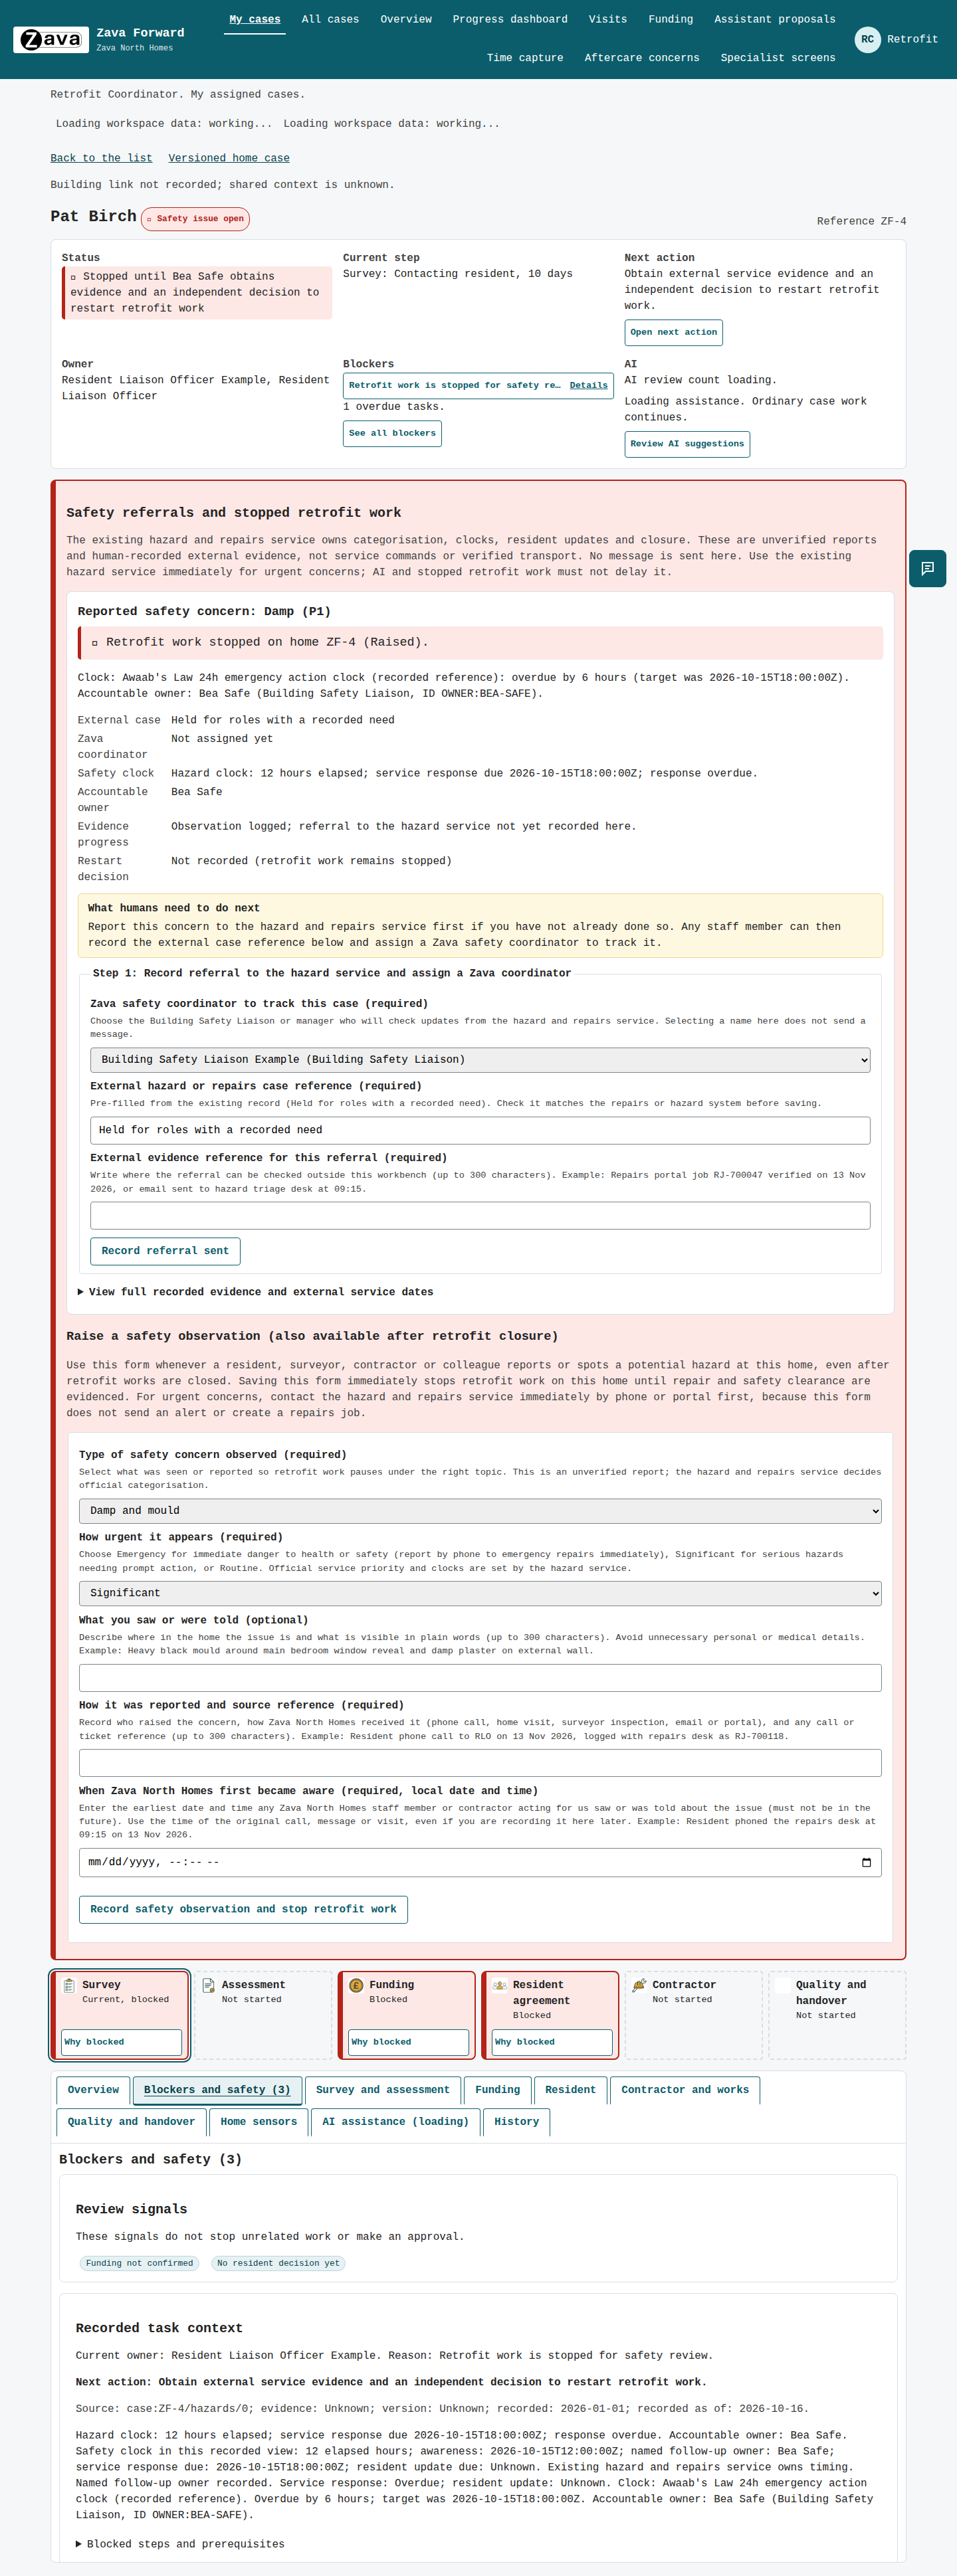 Zava
Zava Forward
Zava North Homes
My cases
All cases
Overview
Progress dashboard
Visits
Funding
Assistant proposals
Time capture
Aftercare concerns
Specialist screens
RC
Retrofit
Retrofit Coordinator. My assigned cases.
Loading workspace data: working... Loading workspace data: working...
Back to the list
Versioned home case
Building link not recorded; shared context is unknown.
Pat Birch
Safety issue open
Reference ZF-4
Status
Stopped until Bea Safe obtains
evidence and an independent decision to
restart retrofit work
Current step
Survey: Contacting resident, 10 days
Next action
Obtain external service evidence and an
independent decision to restart retrofit
work.
Open next action
Owner
Resident Liaison Officer Example, Resident
Liaison Officer
Blockers
Retrofit work is stopped for safety re… Details
1 overdue tasks.
See all blockers
AI
AI review count loading.
Loading assistance. Ordinary case work
continues.
Review AI suggestions
Safety referrals and stopped retrofit work
The existing hazard and repairs service owns categorisation, clocks, resident updates and closure. These are unverified reports
and human-recorded external evidence, not service commands or verified transport. No message is sent here. Use the existing
hazard service immediately for urgent concerns; AI and stopped retrofit work must not delay it.
Reported safety concern: Damp (P1)
Retrofit work stopped on home ZF-4 (Raised).
Clock: Awaab's Law 24h emergency action clock (recorded reference): overdue by 6 hours (target was 2026-10-15T18:00:00Z).
Accountable owner: Bea Safe (Building Safety Liaison, ID OWNER:BEA-SAFE).
External case Held for roles with a recorded need
Zava
coordinator
Not assigned yet
Safety clock Hazard clock: 12 hours elapsed; service response due 2026-10-15T18:00:00Z; response overdue.
Accountable
owner
Bea Safe
Evidence
progress
Observation logged; referral to the hazard service not yet recorded here.
Restart
decision
Not recorded (retrofit work remains stopped)
What humans need to do next
Report this concern to the hazard and repairs service first if you have not already done so. Any staff member can then
record the external case reference below and assign a Zava safety coordinator to track it.
Step 1: Record referral to the hazard service and assign a Zava coordinator
Zava safety coordinator to track this case (required)
Choose the Building Safety Liaison or manager who will check updates from the hazard and repairs service. Selecting a name here does not send a
message.
Building Safety Liaison Example (Building Safety Liaison)
External hazard or repairs case reference (required)
Pre-filled from the existing record (Held for roles with a recorded need). Check it matches the repairs or hazard system before saving.
Held for roles with a recorded need
External evidence reference for this referral (required)
Write where the referral can be checked outside this workbench (up to 300 characters). Example: Repairs portal job RJ-700047 verified on 13 Nov
2026, or email sent to hazard triage desk at 09:15.
Record referral sent
View full recorded evidence and external service dates
Raise a safety observation (also available after retrofit closure)
Use this form whenever a resident, surveyor, contractor or colleague reports or spots a potential hazard at this home, even after
retrofit works are closed. Saving this form immediately stops retrofit work on this home until repair and safety clearance are
evidenced. For urgent concerns, contact the hazard and repairs service immediately by phone or portal first, because this form
does not send an alert or create a repairs job.
Type of safety concern observed (required)
Select what was seen or reported so retrofit work pauses under the right topic. This is an unverified report; the hazard and repairs service decides
official categorisation.
Damp and mould
How urgent it appears (required)
Choose Emergency for immediate danger to health or safety (report by phone to emergency repairs immediately), Significant for serious hazards
needing prompt action, or Routine. Official service priority and clocks are set by the hazard service.
Significant
What you saw or were told (optional)
Describe where in the home the issue is and what is visible in plain words (up to 300 characters). Avoid unnecessary personal or medical details.
Example: Heavy black mould around main bedroom window reveal and damp plaster on external wall.
How it was reported and source reference (required)
Record who raised the concern, how Zava North Homes received it (phone call, home visit, surveyor inspection, email or portal), and any call or
ticket reference (up to 300 characters). Example: Resident phone call to RLO on 13 Nov 2026, logged with repairs desk as RJ-700118.
When Zava North Homes first became aware (required, local date and time)
Enter the earliest date and time any Zava North Homes staff member or contractor acting for us saw or was told about the issue (must not be in the
future). Use the time of the original call, message or visit, even if you are recording it here later. Example: Resident phoned the repairs desk at
09:15 on 13 Nov 2026.
mm/dd/yyyy, --:-- --
Record safety observation and stop retrofit work
Survey
Current, blocked
Why blocked
Assessment
Not started
Funding
Blocked
Why blocked
Resident
agreement
Blocked
Why blocked
Contractor
Not started
Quality and
handover
Not started
Overview
Blockers and safety (3)
Survey and assessment
Funding
Resident
Contractor and works
Quality and handover
Home sensors
AI assistance (loading)
History
Blockers and safety (3)
Review signals
These signals do not stop unrelated work or make an approval.
Funding not confirmed
No resident decision yet
Recorded task context
Current owner: Resident Liaison Officer Example. Reason: Retrofit work is stopped for safety review.
Next action: Obtain external service evidence and an independent decision to restart retrofit work.
Source: case:ZF-4/hazards/0; evidence: Unknown; version: Unknown; recorded: 2026-01-01; recorded as of: 2026-10-16.
Hazard clock: 12 hours elapsed; service response due 2026-10-15T18:00:00Z; response overdue. Accountable owner: Bea Safe.
Safety clock in this recorded view: 12 elapsed hours; awareness: 2026-10-15T12:00:00Z; named follow-up owner: Bea Safe;
service response due: 2026-10-15T18:00:00Z; resident update due: Unknown. Existing hazard and repairs service owns timing.
Named follow-up owner recorded. Service response: Overdue; resident update: Unknown. Clock: Awaab's Law 24h emergency action
clock (recorded reference). Overdue by 6 hours; target was 2026-10-15T18:00:00Z. Accountable owner: Bea Safe (Building Safety
Liaison, ID OWNER:BEA-SAFE).
Blocked steps and prerequisites